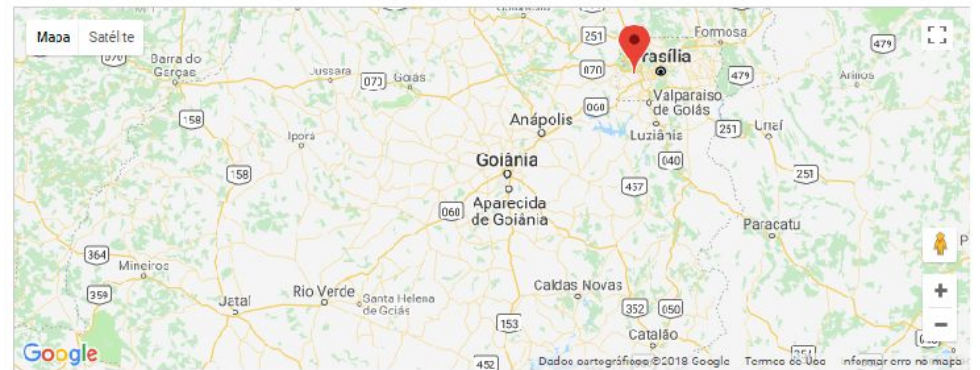 Mapa Satélite
251
Formosa
Brasília
479
070
Barra do
Garças
Jussara
070
Goiás
070
479
Arinos
Valparaiso
de Goiás
060
158
Anápolis
Luziânia
251
Unaí
Iporá
Goiânia
040
158
251
457
Aparecida
de Goiânia
060
Paracatu
364
Mineiros
P
359
Jataí
Rio Verde
Santa Helena
de Goiás
Caldas Novas
352
050
153
Catalão
Google
452
Dados cartográficos ©2018 Google
Termos de Uso
Informar erro no mapa